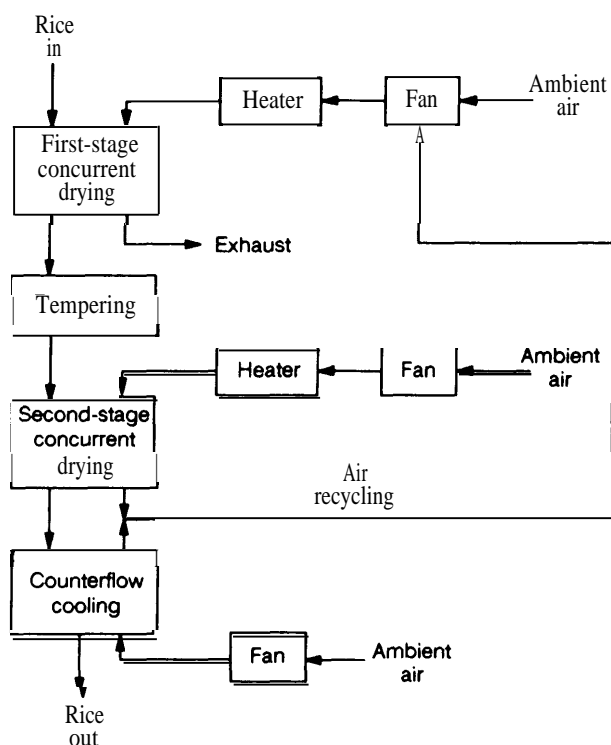 Rice
in
Heater
Fan
Ambient
air
A
First-stage
concurrent
drying
Exhaust
Tempering
Heater
Fan
Ambient
air
Second-stage
concurrent
drying
Air
recycling
Counterflow
cooling
Fan
Ambient
air
Rice
out